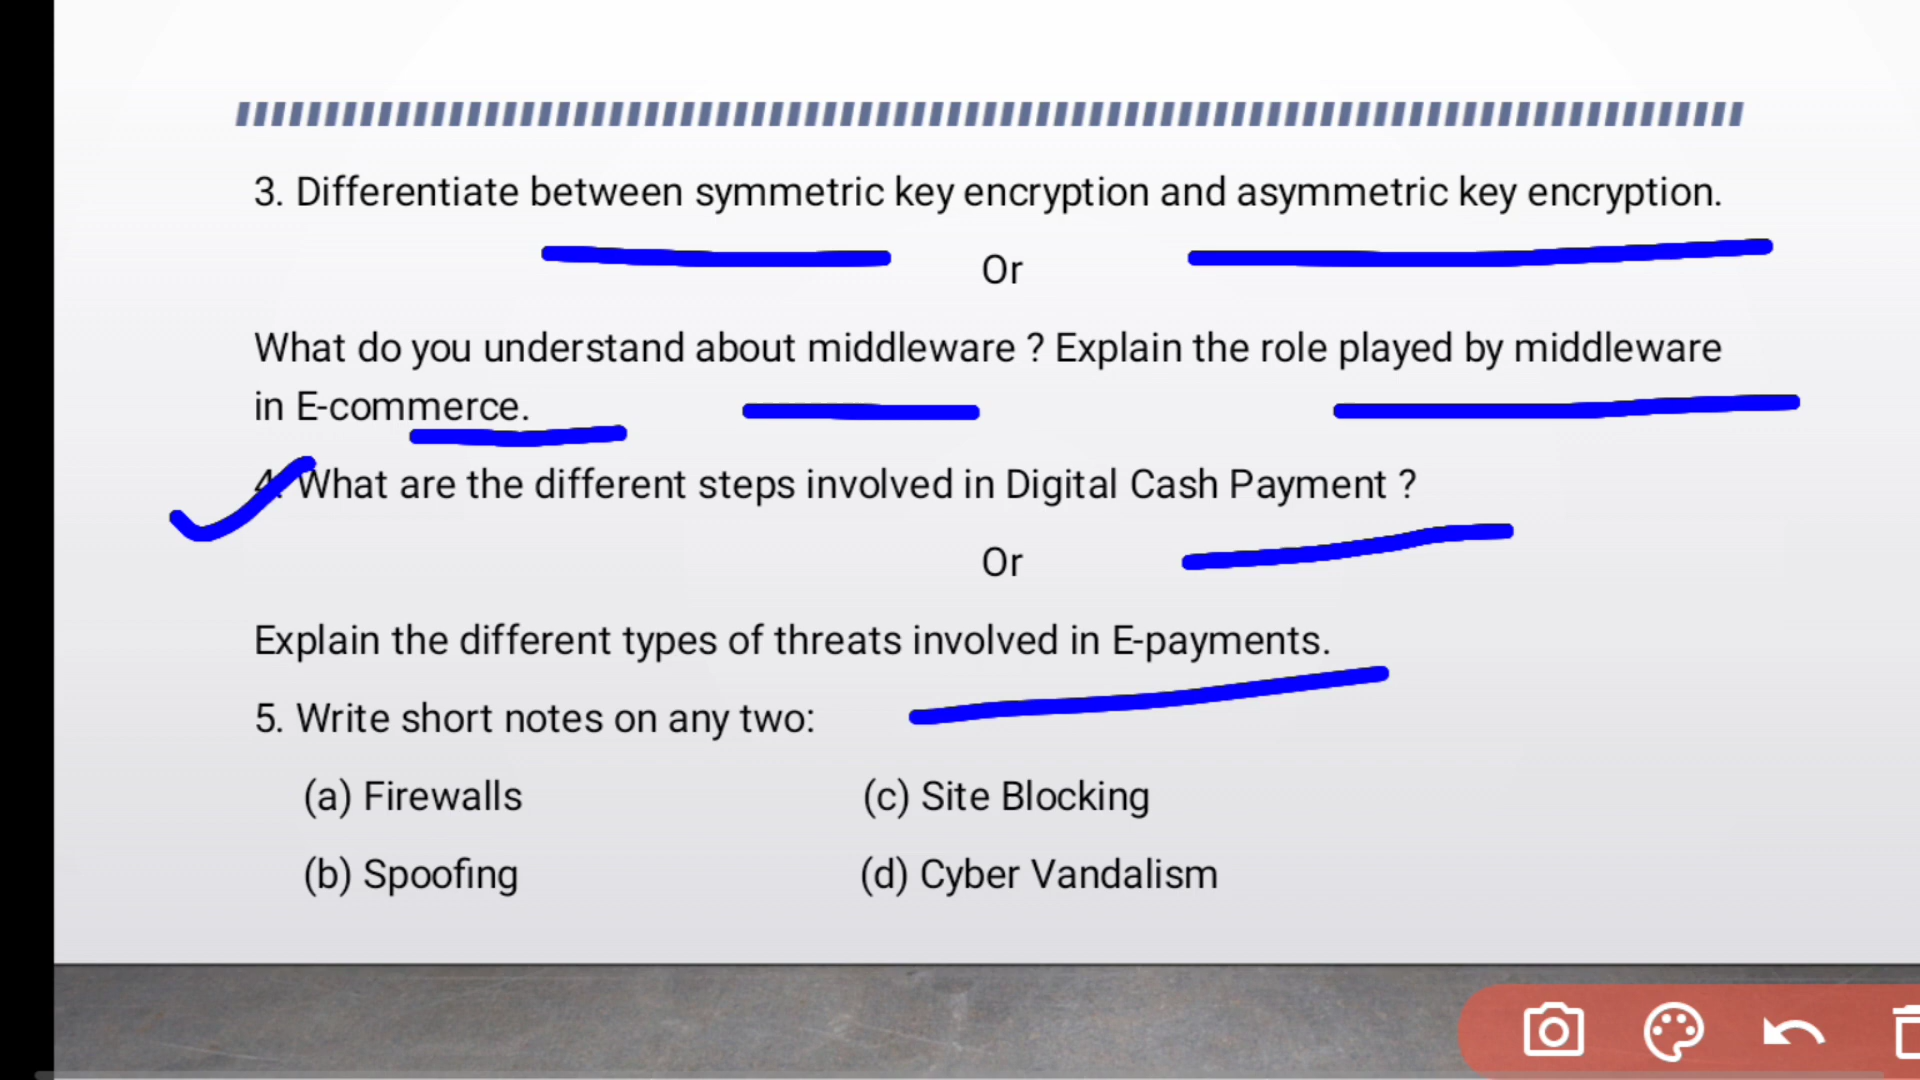 3. Differentiate between symmetric key encryption and asymmetric key encryption.
Or
What do you understand about middleware ? Explain the role played by middleware
in E-commerce.
4. What are the different steps involved in Digital Cash Payment ?
Or
Explain the different types of threats involved in E-payments.
5. Write short notes on any two:
(a) Firewalls (c) Site Blocking
(b) Spoofing (d) Cyber Vandalism